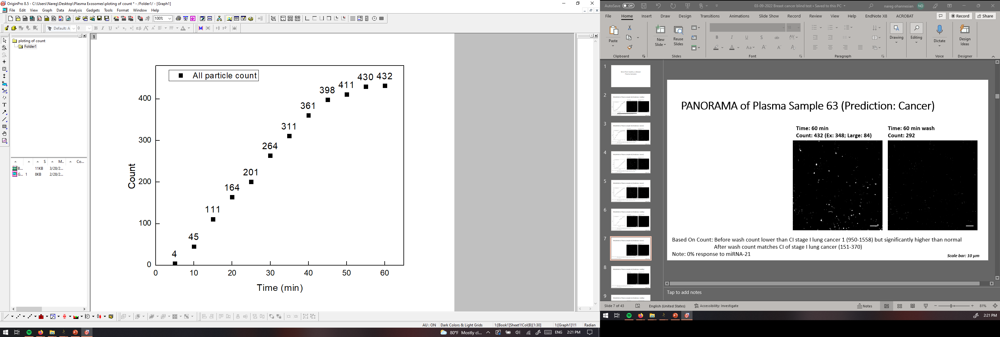 OriginPro 8.5 - C:\Users\Nareg\Desktop\Plasma Exosomes\ploting of count * - /Folder1/ - [Graph1]
File Edit View Graph Data Analysis Gadgets Tools Format Window Help
100%
Default: A 0 B I U
ploting of count
Folder1
S M.. Co...
B... 11KB 3/28/2...
G... 1 8KB 2/28/2...
1
All particle count
430 432
411
398
361
311
264
201
164
111
45
4
400
300
200
100
0
Count
0 10 20 30 40 50 60
Time (min)
AU : ON Dark Colors & Light Grids 1:[Book1]Sheet1!Col(B)[1:30] 1:[Graph1]1!1 Radian
80°F Mostly cl... ENG 2:21 PM
AutoSave Off 03-09-2022 Breast cancer blind test • Saved to this PC nareg ohannesian NO
File Home Insert Draw Design Transitions Animations Slide Show Record Review View Help EndNote X8 ACROBAT Record Share
Paste New Slide Reuse Slides Drawing Editing Dictate Design Ideas
18
B I U S ab AV
Aa
Clipboard Slides Font Paragraph Voice Designer
1
2
3
4
5
6
7
8
9
PANORAMA of Plasma Sample 63 (Prediction: Cancer)
Time: 60 min
Count: 432 (Ex: 348; Large: 84)
Time: 60 min wash
Count: 292
Based On Count: Before wash count lower than CI stage I lung cancer 1 (950-1558) but significantly higher than normal
After wash count matches CI of stage I lung cancer (151-370)
Note: 0% response to miRNA-21
Scale bar: 10 µm
Tap to add notes
Slide 7 of 43 English (United States) Accessibility: Investigate Notes 81%
2:21 PM